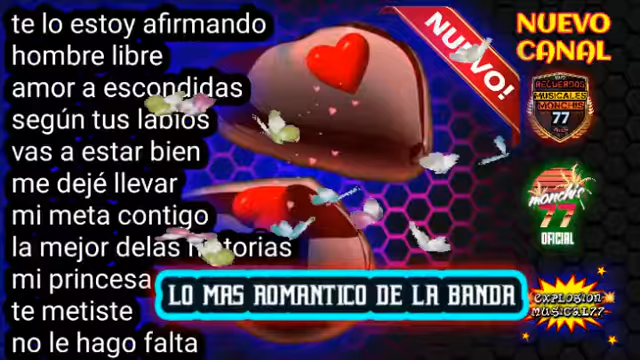 te lo estoy afirmando
hombre libre
amor a escondidas
según tus labios
vas a estar bien
me dejé llevar
mi meta contigo
la mejor delas historias
mi princesa
te metiste
no le hago falta
LO MAS ROMANTICO DE LA BANDA
NUEVO!
NUEVO
CANAL
RECUERDOS
MUSICALES
MONCHIS
77
monchis
77
OFICIAL
EXPLOSION
MUSICAL77